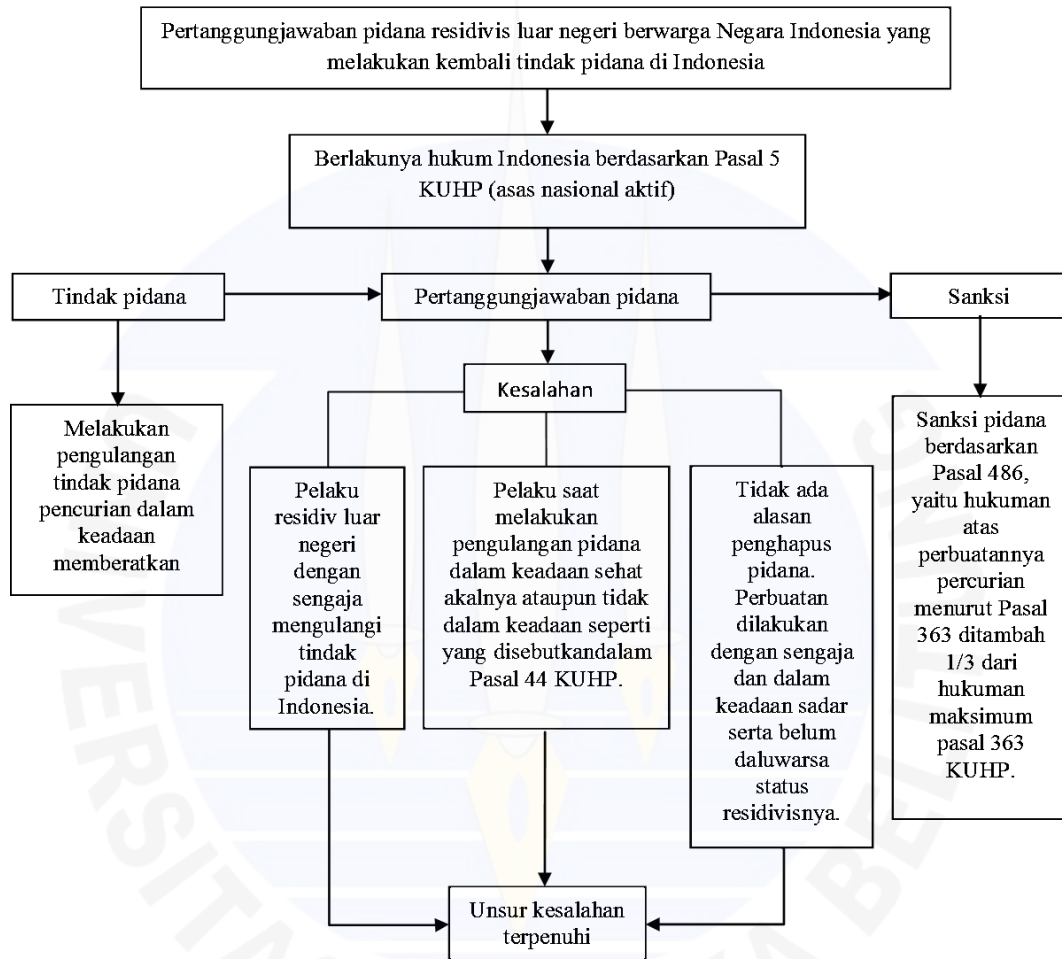 Pertanggungjawaban pidana residivis luar negeri berwarga Negara Indonesia yang
melakukan kembali tindak pidana di Indonesia
Berlakunya hukum Indonesia berdasarkan Pasal 5
KUHP (asas nasional aktif)
Tindak pidana
Pertanggungjawaban pidana
Sanksi
Melakukan
pengulangan
tindak pidana
pencurian dalam
keadaan
memberatkan
Kesalahan
Pelaku
residiv luar
negeri
dengan
sengaja
mengulangi
tindak
pidana di
Indonesia.
Pelaku saat
melakukan
pengulangan pidana
dalam keadaan sehat
akalnya ataupun tidak
dalam keadaan seperti
yang disebutkandalam
Pasal 44 KUHP.
Tidak ada
alasan
penghapus
pidana.
Perbuatan
dilakukan
dengan sengaja
dan dalam
keadaan sadar
serta belum
daluwarsa
status
residivisnya.
Sanksi pidana
berdasarkan
Pasal 486,
yaitu hukuman
atas
perbuatannya
percurian
menurut Pasal
363 ditambah
1/3 dari
hukuman
maksimum
pasal 363
KUHP.
Unsur kesalahan
terpenuhi